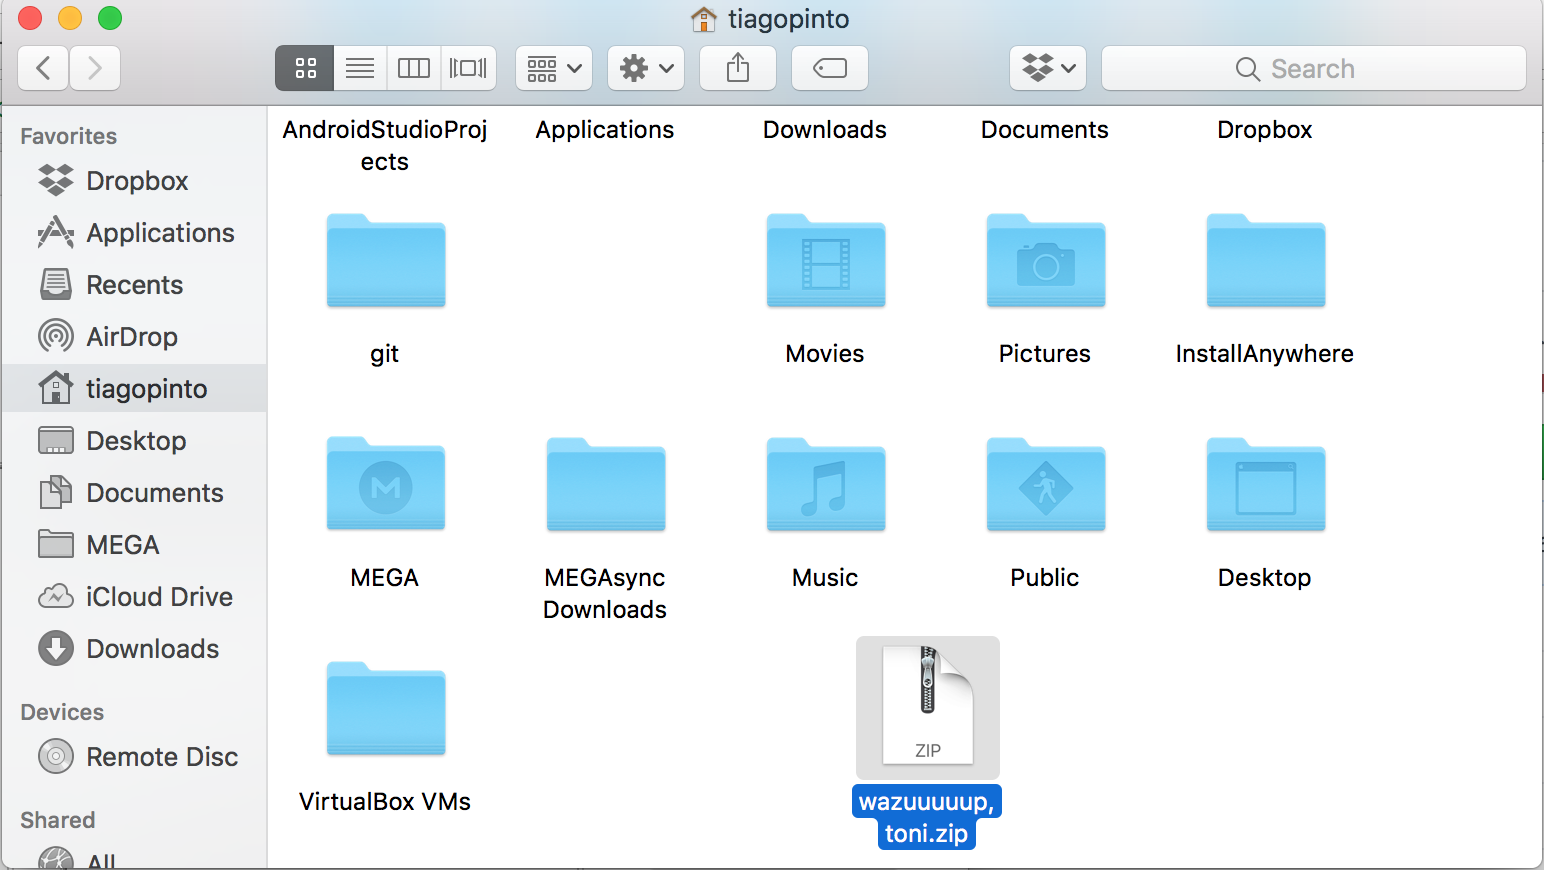 tiagopinto
Search
Favorites
Dropbox
Applications
Recents
AirDrop
tiagopinto
Desktop
Documents
MEGA
iCloud Drive
Downloads
Devices
Remote Disc
Shared
All
AndroidStudioProj
ects
Applications
Downloads
Documents
Dropbox
git
Movies
Pictures
InstallAnywhere
MEGA
MEGAsync
Downloads
Music
Public
Desktop
VirtualBox VMs
ZIP
wazuuuuup,
toni.zip